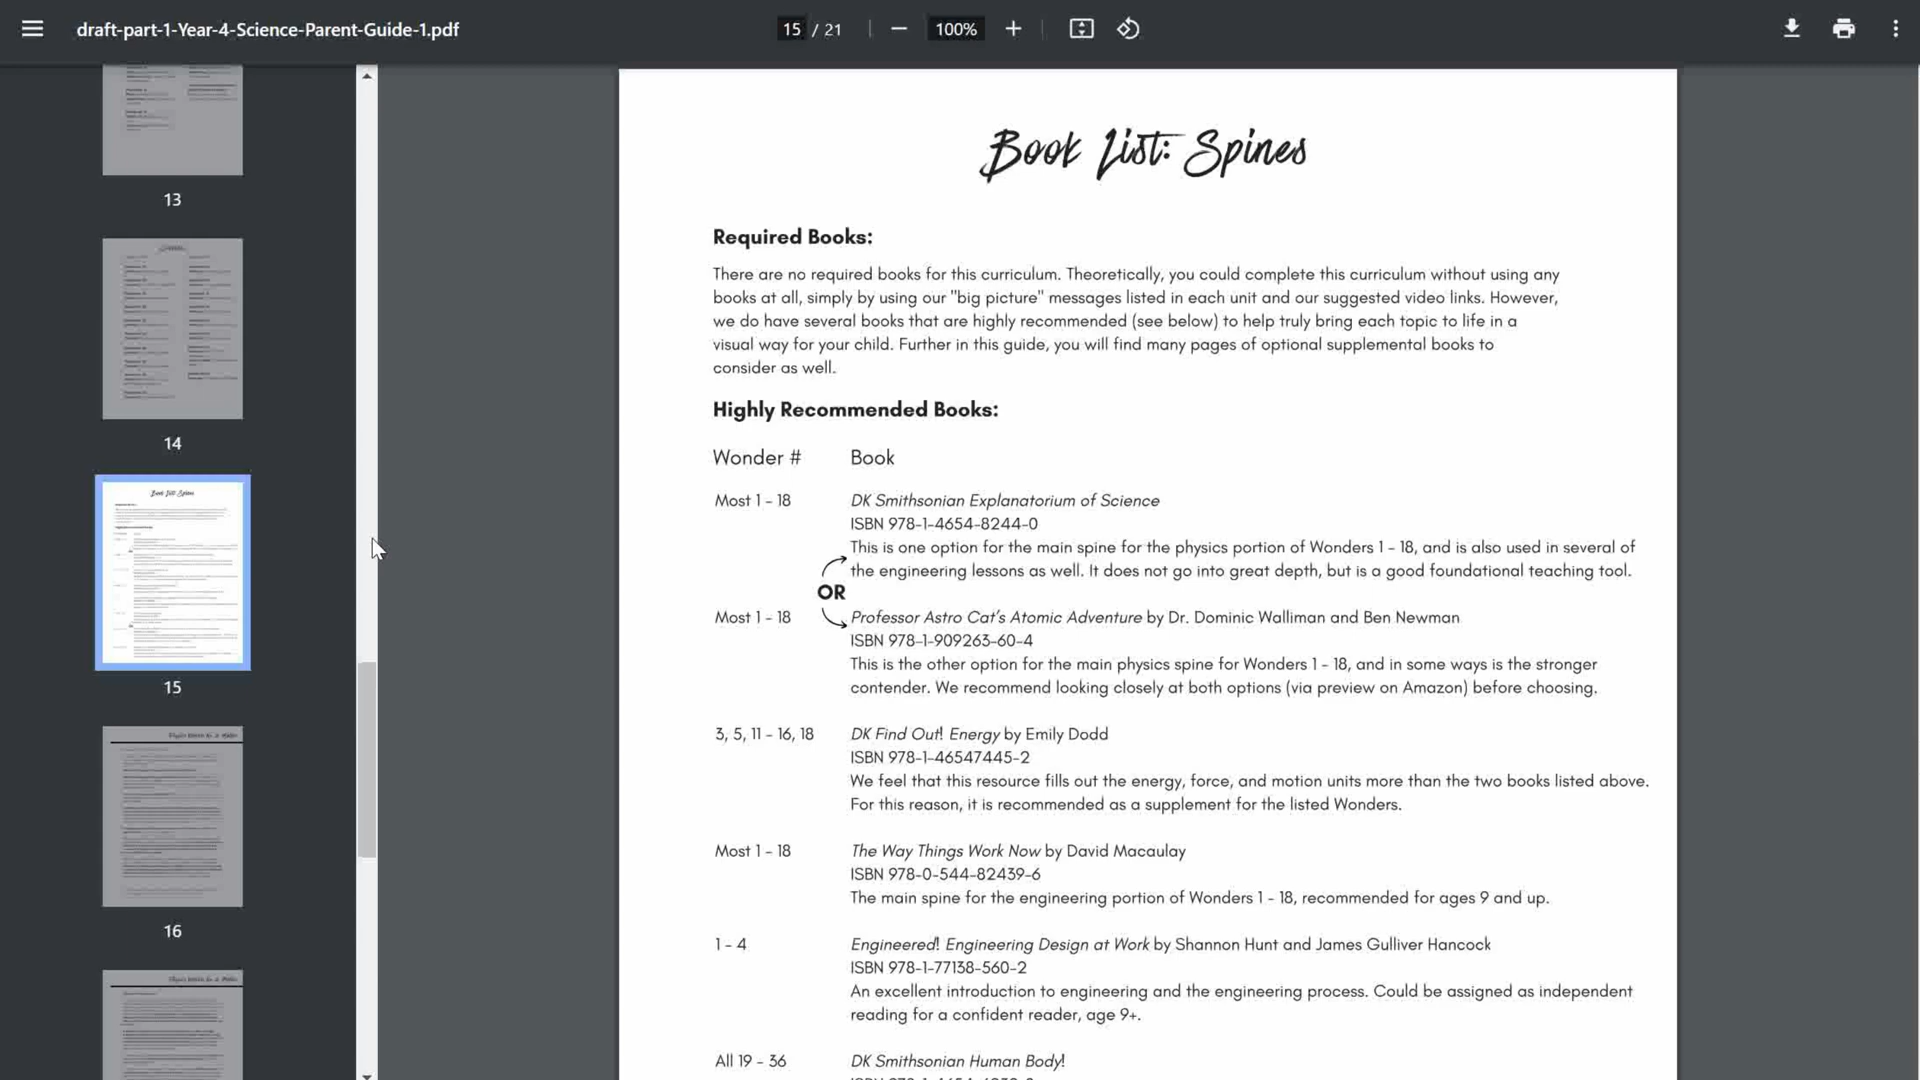 draft-part-1-Year-4-Science-Parent-Guide-1.pdf
15 / 21
100%
13
14
15
16
Book List: Spines
Required Books:
There are no required books for this curriculum. Theoretically, you could complete this curriculum without using any
books at all, simply by using our "big picture" messages listed in each unit and our suggested video links. However,
we do have several books that are highly recommended (see below) to help truly bring each topic to life in a
visual way for your child. Further in this guide, you will find many pages of optional supplemental books to
consider as well.
Highly Recommended Books:
Wonder # Book
Most 1 - 18 DK Smithsonian Explanatorium of Science
ISBN 978-1-4654-8244-0
This is one option for the main spine for the physics portion of Wonders 1 - 18, and is also used in several of
the engineering lessons as well. It does not go into great depth, but is a good foundational teaching tool.
OR
Most 1 - 18 Professor Astro Cat's Atomic Adventure by Dr. Dominic Walliman and Ben Newman
ISBN 978-1-909263-60-4
This is the other option for the main physics spine for Wonders 1 - 18, and in some ways is the stronger
contender. We recommend looking closely at both options (via preview on Amazon) before choosing.
3, 5, 11 - 16, 18 DK Find Out! Energy by Emily Dodd
ISBN 978-1-46547445-2
We feel that this resource fills out the energy, force, and motion units more than the two books listed above.
For this reason, it is recommended as a supplement for the listed Wonders.
Most 1 - 18 The Way Things Work Now by David Macaulay
ISBN 978-0-544-82439-6
The main spine for the engineering portion of Wonders 1 - 18, recommended for ages 9 and up.
1 - 4 Engineered! Engineering Design at Work by Shannon Hunt and James Gulliver Hancock
ISBN 978-1-77138-560-2
An excellent introduction to engineering and the engineering process. Could be assigned as independent
reading for a confident reader, age 9+.
All 19 - 36 DK Smithsonian Human Body!